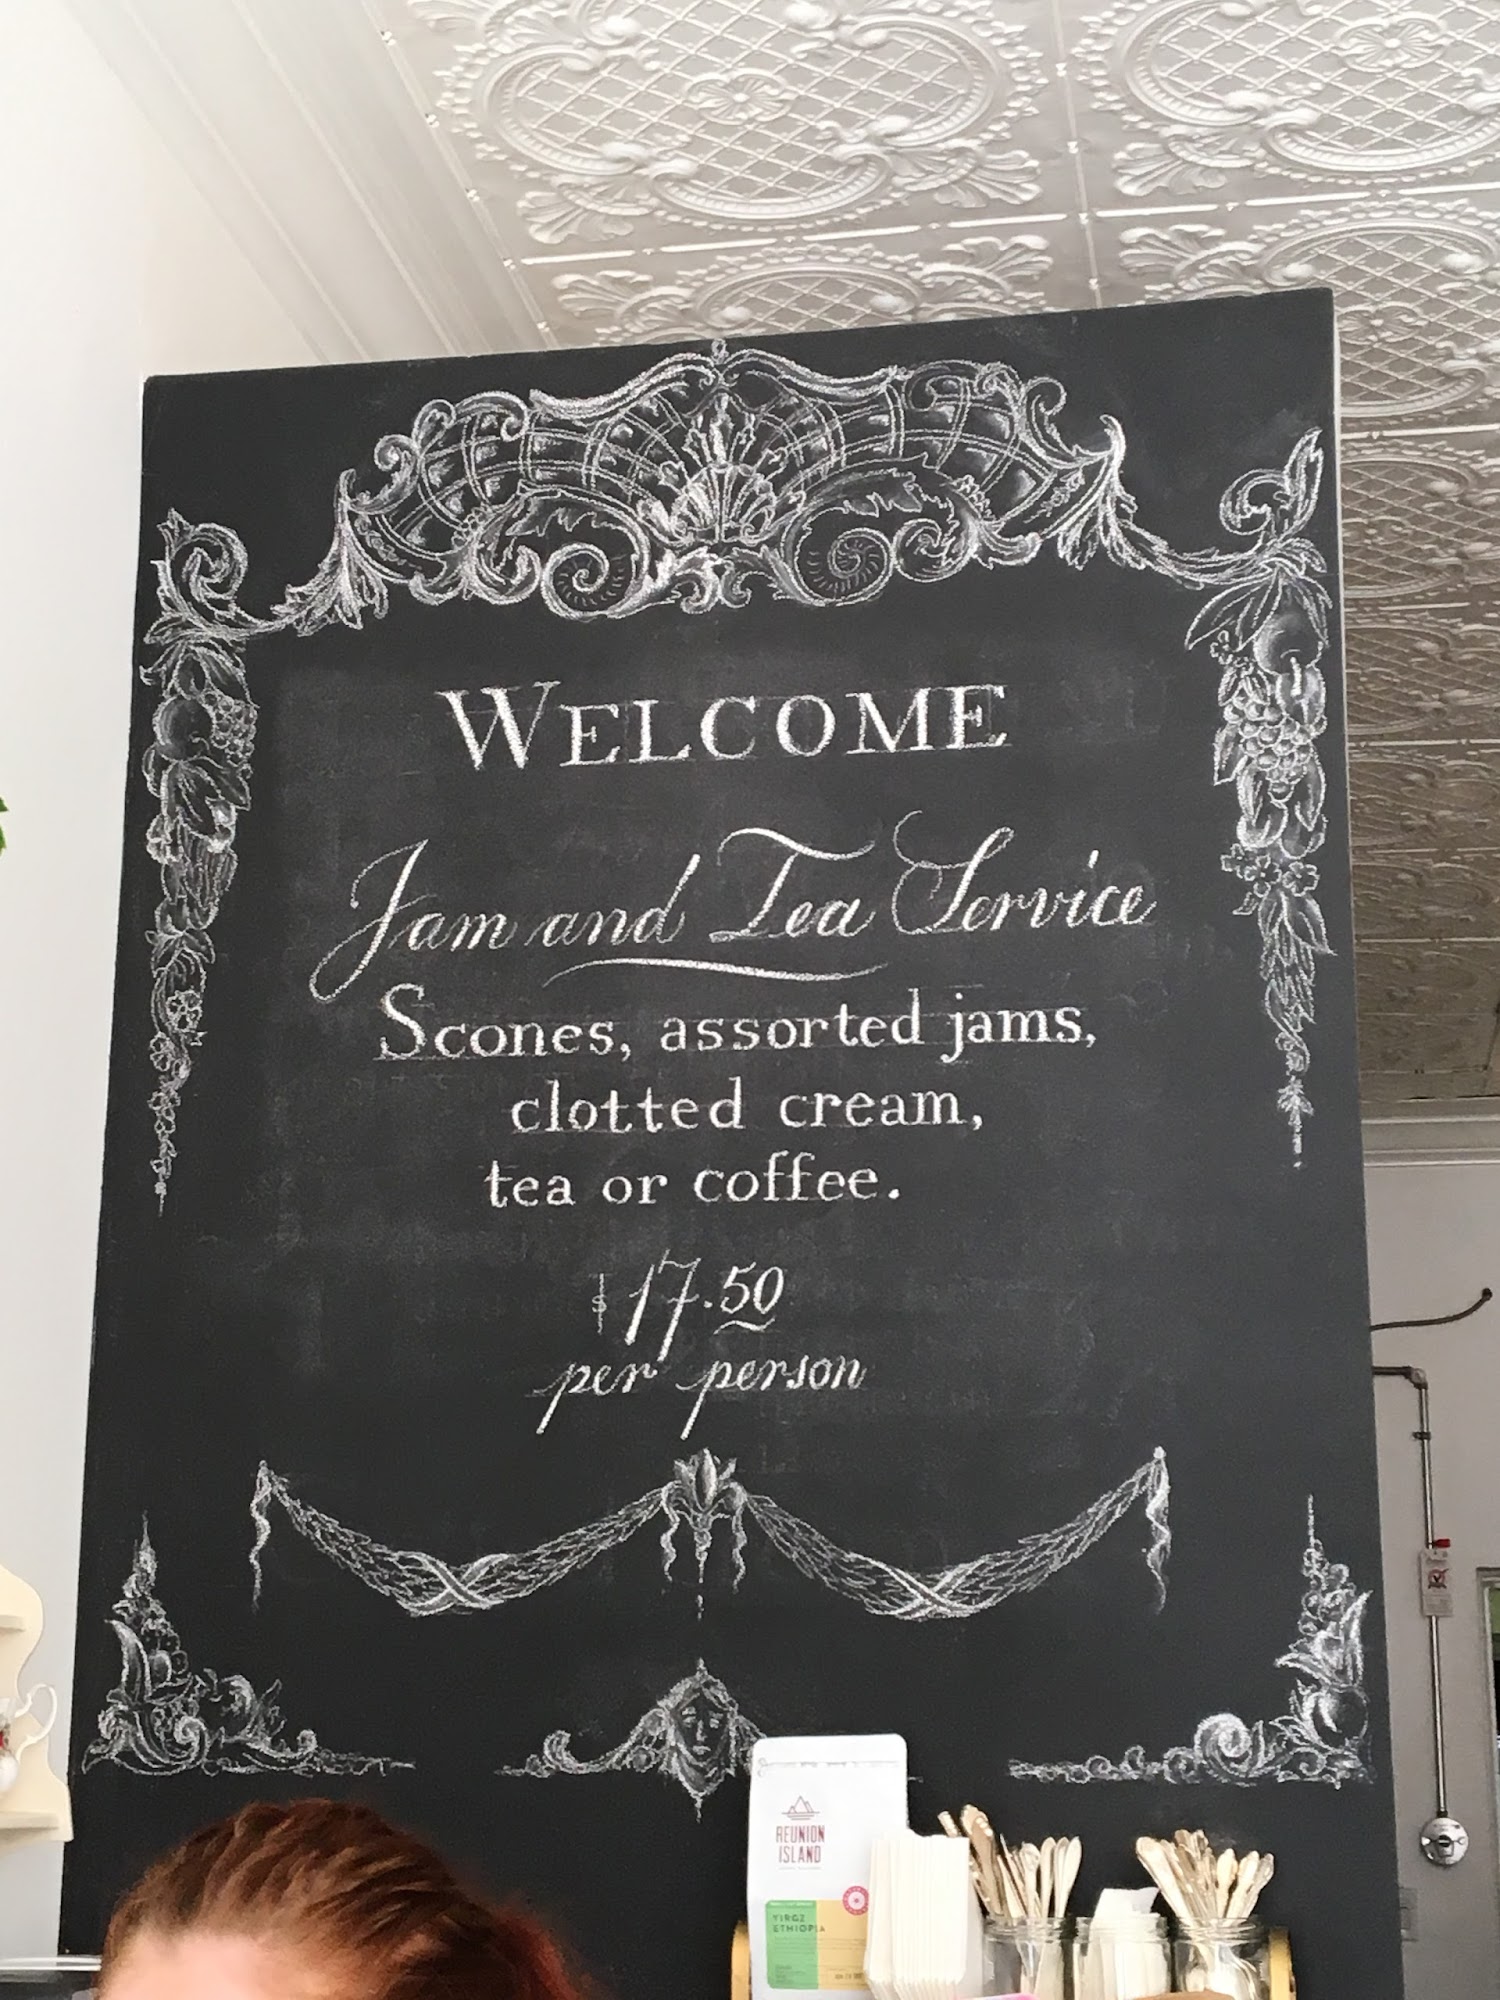 WELCOME
Jam and Tea Service
Scones, assorted jams,
clotted cream,
tea or coffee.
$17.50
per person
REUNION
ISLAND
YIRGZ
ETHIOPIA